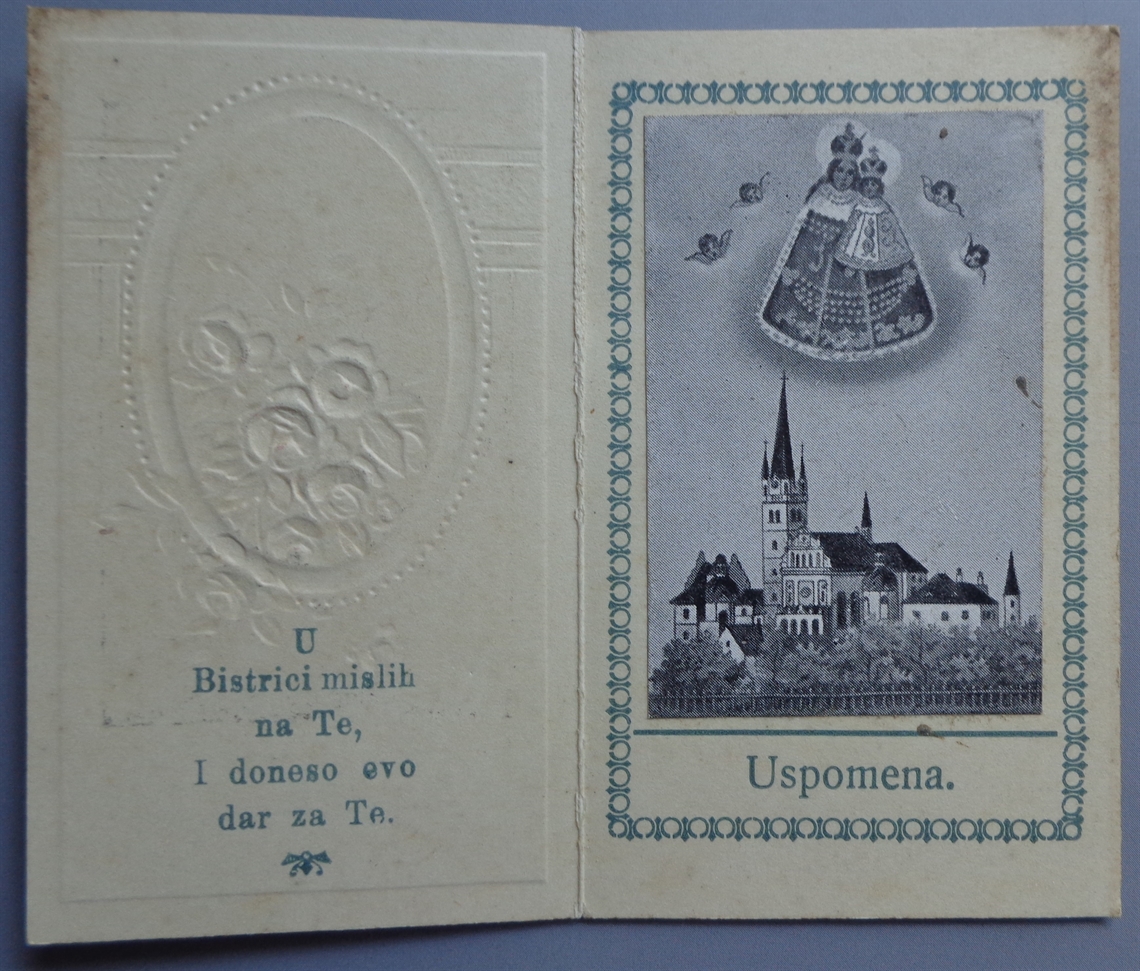 U
Bistrici mislih
na Te,
I doneso evo
dar za Te.
Uspomena.